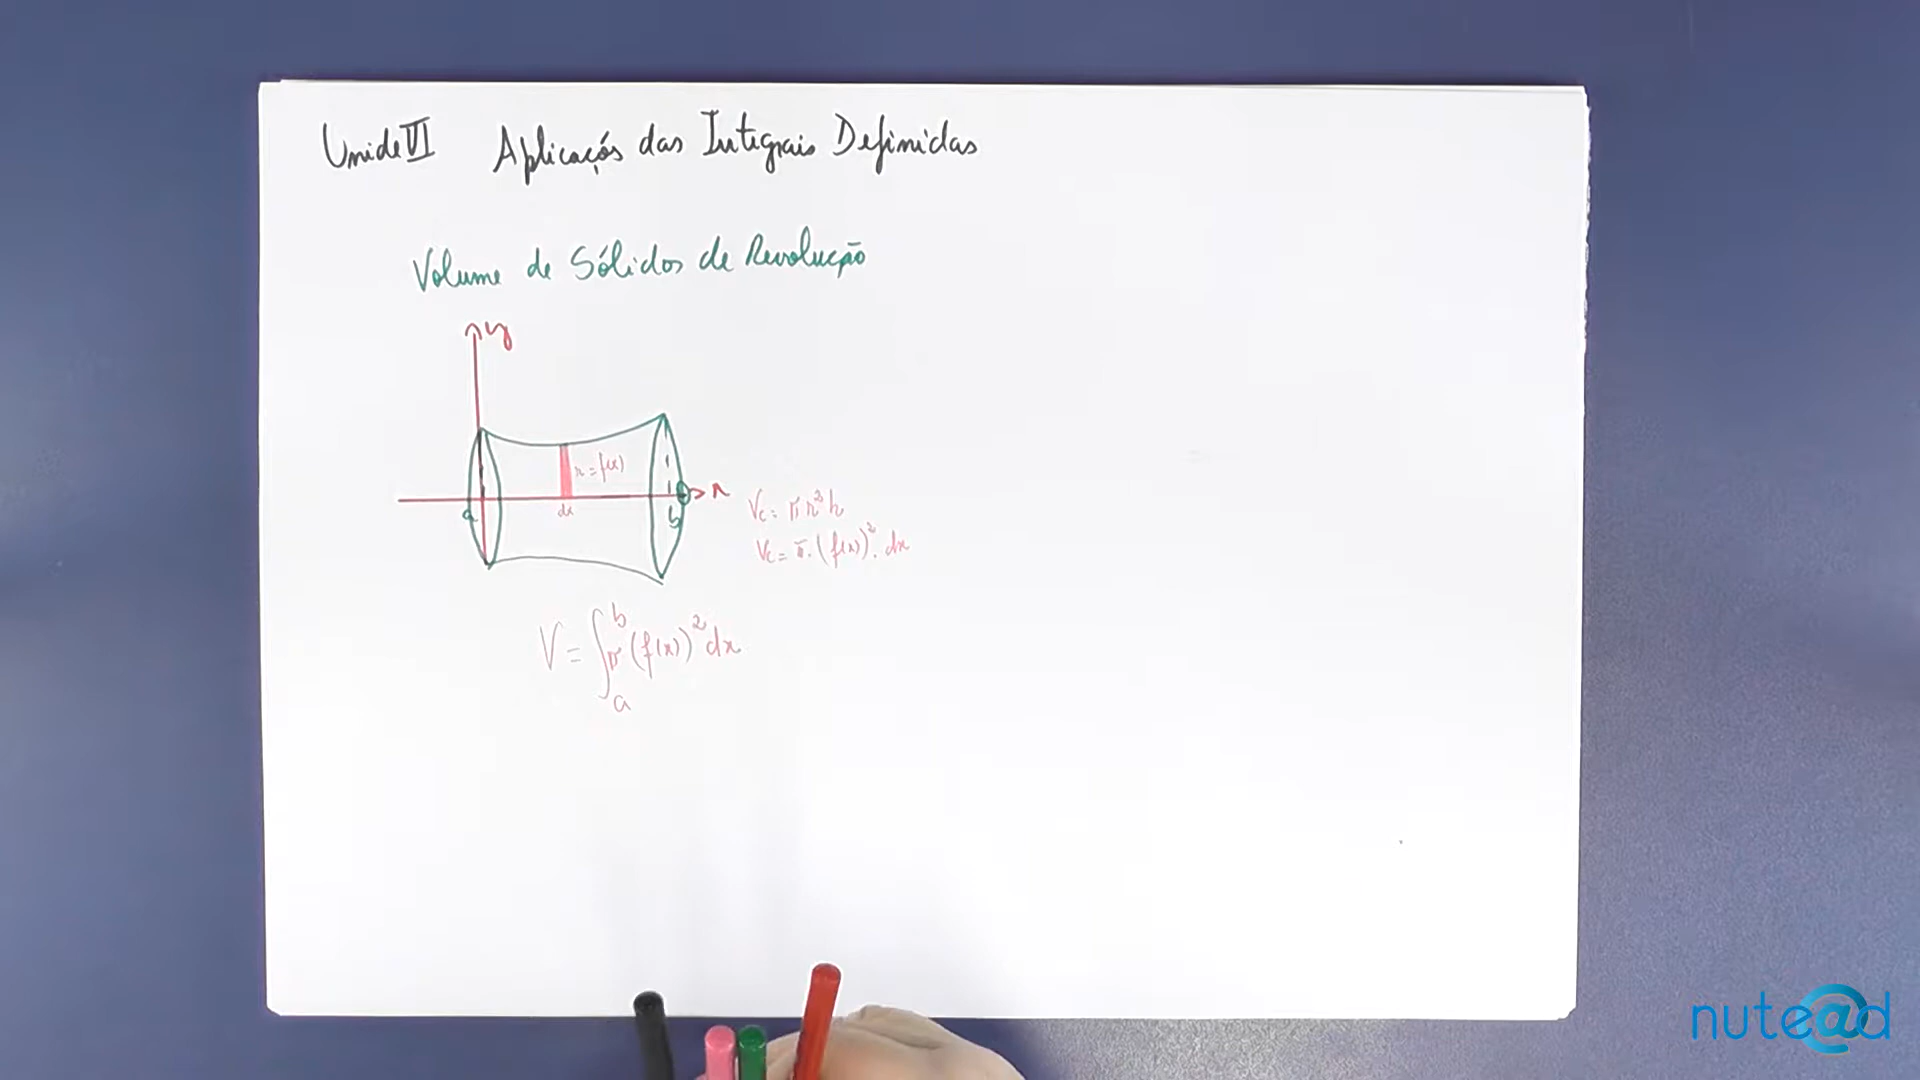 Unide VI Aplicações das Integrais Definidas
Volume de Sólidos de Revolução
y
r = f(x)
x
a
dx
b
Vc = π r² h
Vc = π. (f(x))². dx
V = ∫ₐᵇ π (f(x))² dx
nute@d